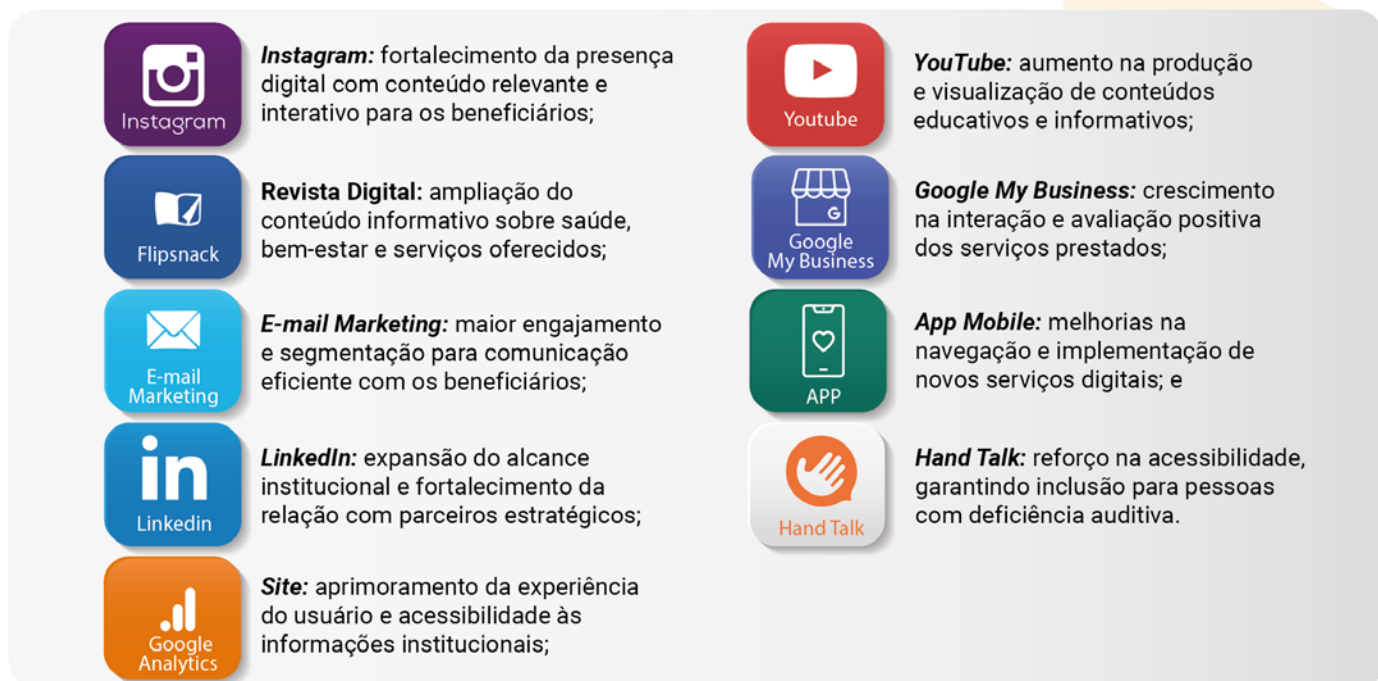 Instagram
Instagram: fortalecimento da presença
digital com conteúdo relevante e
interativo para os beneficiários;
Flipsnack
Revista Digital: ampliação do
conteúdo informativo sobre saúde,
bem-estar e serviços oferecidos;
E-mail
Marketing
E-mail Marketing: maior engajamento
e segmentação para comunicação
eficiente com os beneficiários;
in
Linkedin
LinkedIn: expansão do alcance
institucional e fortalecimento da
relação com parceiros estratégicos;
Google
Analytics
Site: aprimoramento da experiência
do usuário e acessibilidade às
informações institucionais;
Youtube
YouTube: aumento na produção
e visualização de conteúdos
educativos e informativos;
G
Google
My Business
Google My Business: crescimento
na interação e avaliação positiva
dos serviços prestados;
APP
App Mobile: melhorias na
navegação e implementação de
novos serviços digitais; e
Hand Talk
Hand Talk: reforço na acessibilidade,
garantindo inclusão para pessoas
com deficiência auditiva.